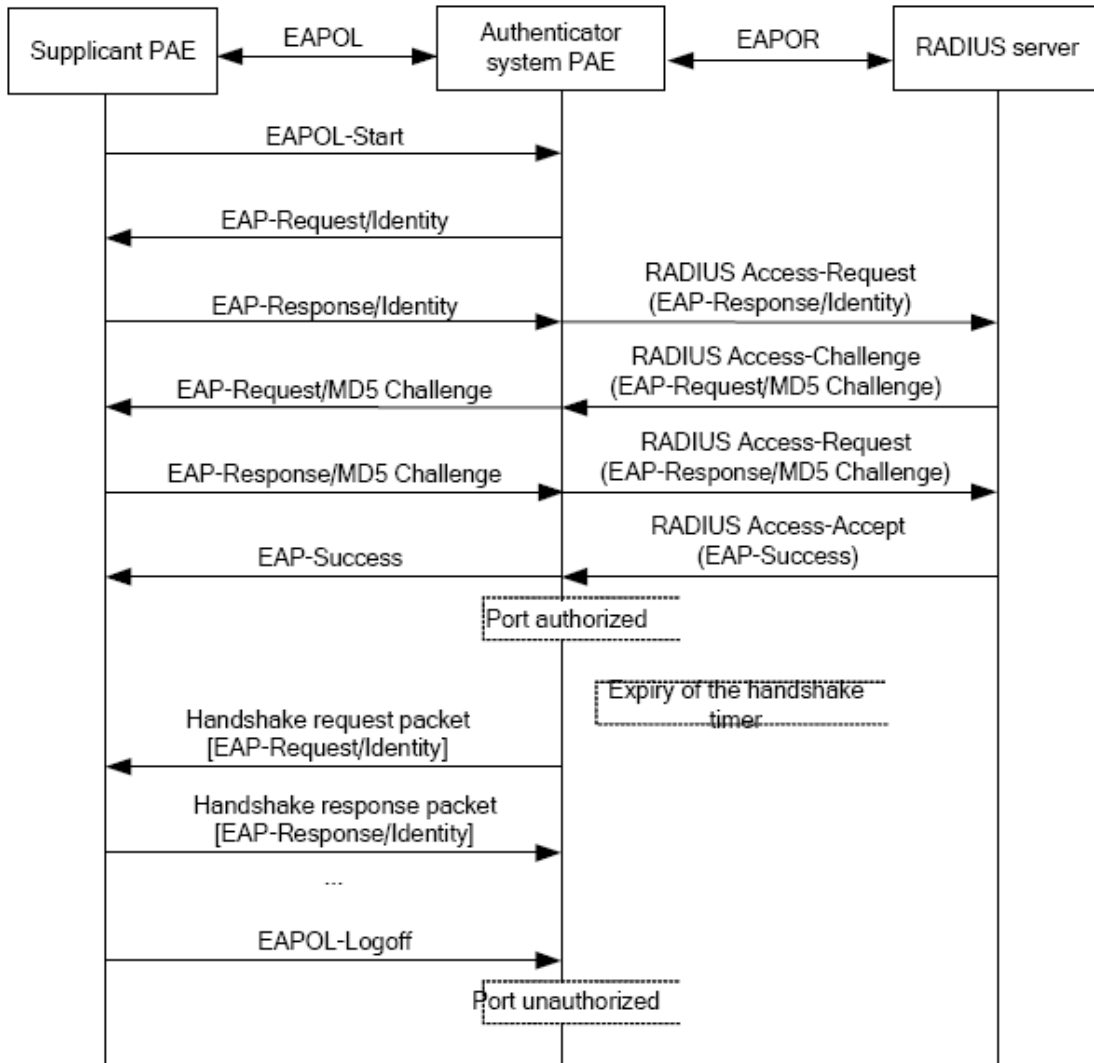 Supplicant PAE
EAPOL
Authenticator
system PAE
EAPOR
RADIUS server
EAPOL-Start
EAP-Request/Identity
EAP-Response/Identity
RADIUS Access-Request
(EAP-Response/Identity)
EAP-Request/MD5 Challenge
RADIUS Access-Challenge
(EAP-Request/MD5 Challenge)
EAP-Response/MD5 Challenge
RADIUS Access-Request
(EAP-Response/MD5 Challenge)
EAP-Success
RADIUS Access-Accept
(EAP-Success)
Port authorized
Expiry of the handshake
timer
Handshake request packet
[EAP-Request/Identity]
Handshake response packet
[EAP-Response/Identity]
...
EAPOL-Logoff
Port unauthorized